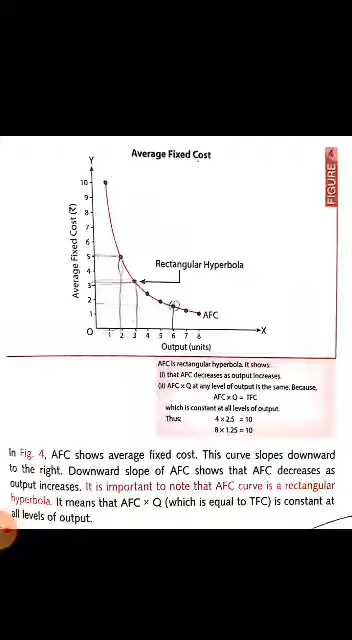 Average Fixed Cost
FIGURE 4
Y
Average Fixed Cost (₹)
10
9
8
7
6
5
4
3
2
1
O
1 2 3 4 5 6 7 8
X
Output (units)
Rectangular Hyperbola
AFC
AFC is rectangular hyperbola. It shows:
(i) that AFC decreases as output increases.
(ii) AFC × Q at any level of output is the same. Because,
AFC × Q = TFC
which is constant at all levels of output.
Thus: 4 × 2.5 = 10
8 × 1.25 = 10
In Fig. 4, AFC shows average fixed cost. This curve slopes downward
to the right. Downward slope of AFC shows that AFC decreases as
output increases. It is important to note that AFC curve is a rectangular
hyperbola. It means that AFC × Q (which is equal to TFC) is constant at
all levels of output.